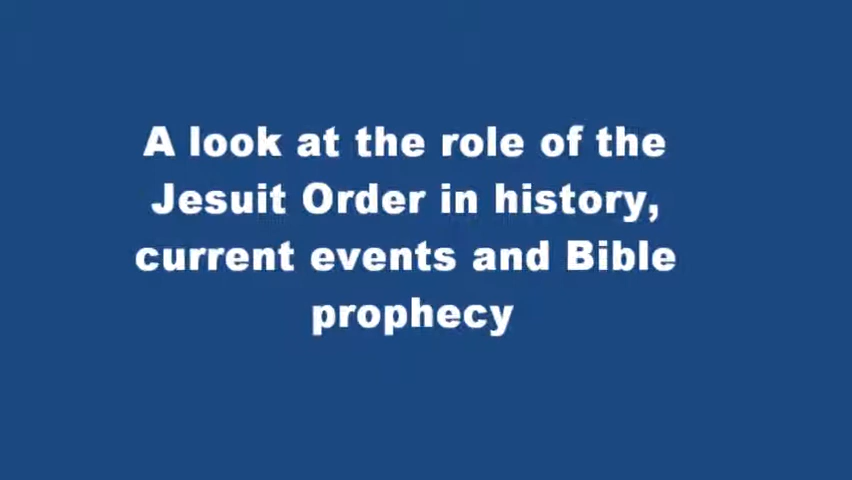 A look at the role of the
Jesuit Order in history,
current events and Bible
prophecy